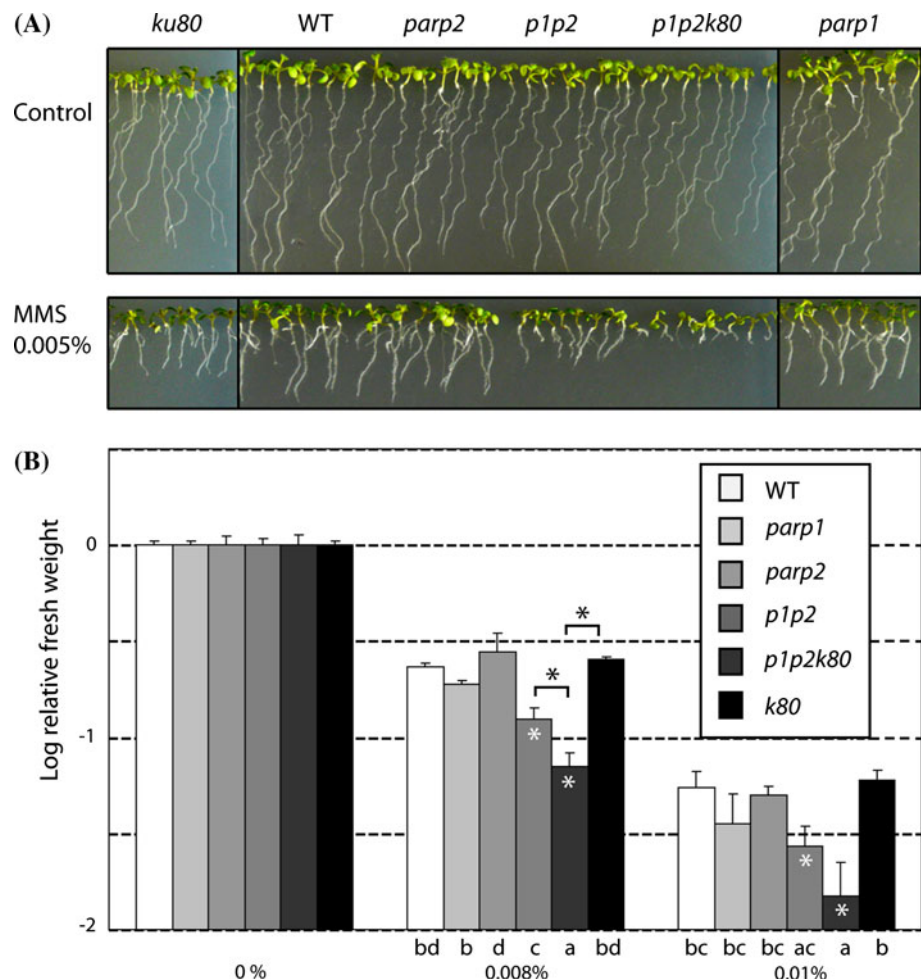 (A) ku80 WT parp2 p1p2 p1p2k80 parp1
Control
MMS
0.005%
(B)
Log relative fresh weight
0
-1
-2
WT
parp1
parp2
p1p2
p1p2k80
k80
* *
* *
* *
bd b d c a bd bc bc bc ac a b
0 % 0.008% 0.01%